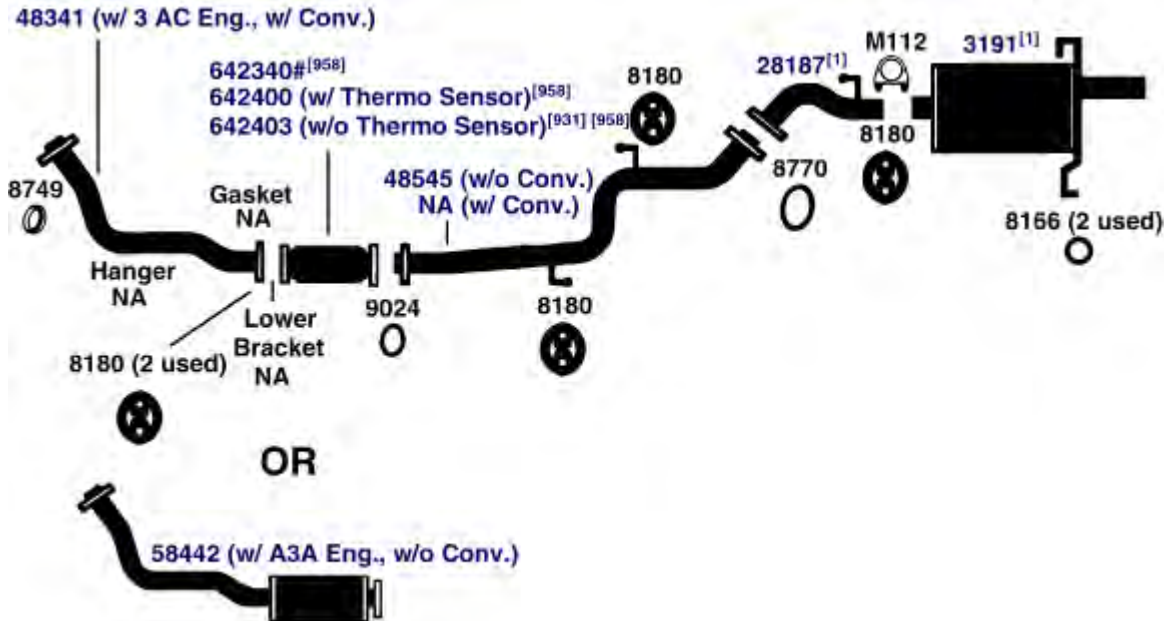 48341 (w/ 3 AC Eng., w/ Conv.)
642340#[958]
642400 (w/ Thermo Sensor)[958]
642403 (w/o Thermo Sensor)[931] [958]
8180
28187[1]
M112
3191[1]
8749
Gasket
NA
48545 (w/o Conv.)
NA (w/ Conv.)
8770
8180
8166 (2 used)
Hanger
NA
Lower
Bracket
NA
9024
8180
8180 (2 used)
OR
58442 (w/ A3A Eng., w/o Conv.)